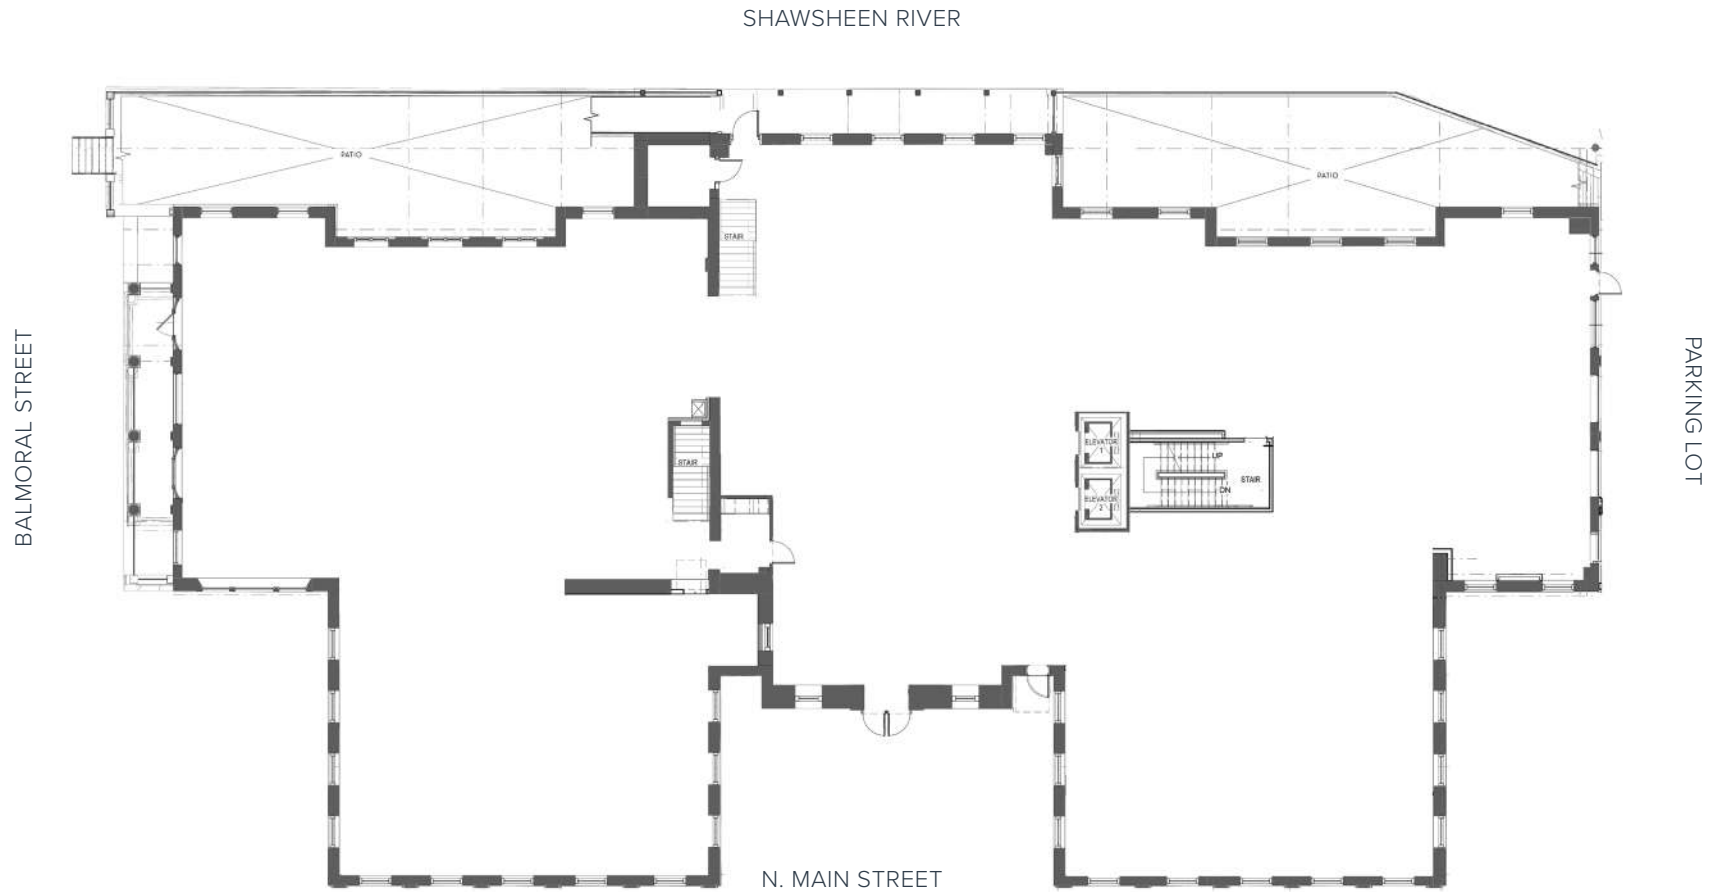 SHAWSHEEN RIVER
PATIO
PATIO
STAIR
BALMORAL STREET
PARKING LOT
STAIR
ELEVATOR
1
UP
STAIR
DN
ELEVATOR
2
N. MAIN STREET